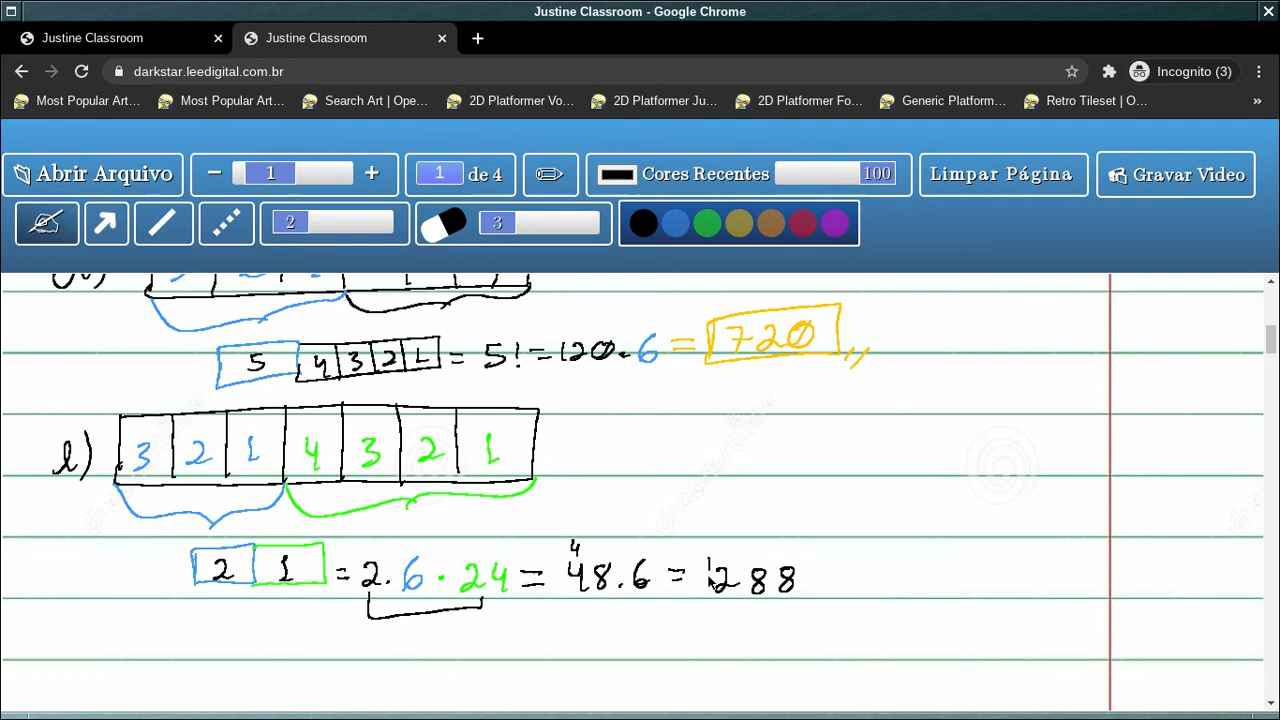 Justine Classroom - Google Chrome
Justine Classroom
Justine Classroom
darkstar.leedigital.com.br
Incognito (3)
Most Popular Art...
Most Popular Art...
Search Art | Ope...
2D Platformer Vo...
2D Platformer Ju...
2D Platformer Fo...
Generic Platform...
Retro Tileset | O...
»
Abrir Arquivo
− 1 +
1 de 4
Cores Recentes 100
Limpar Página
Gravar Video
2
3
5 4 3 2 1 = 5! = 120 . 6 = 720
l) 3 2 1 4 3 2 1
2 1 = 2 . 6 . 24 = 48 . 6 = 288
4
1
dreamstime
dreamstime